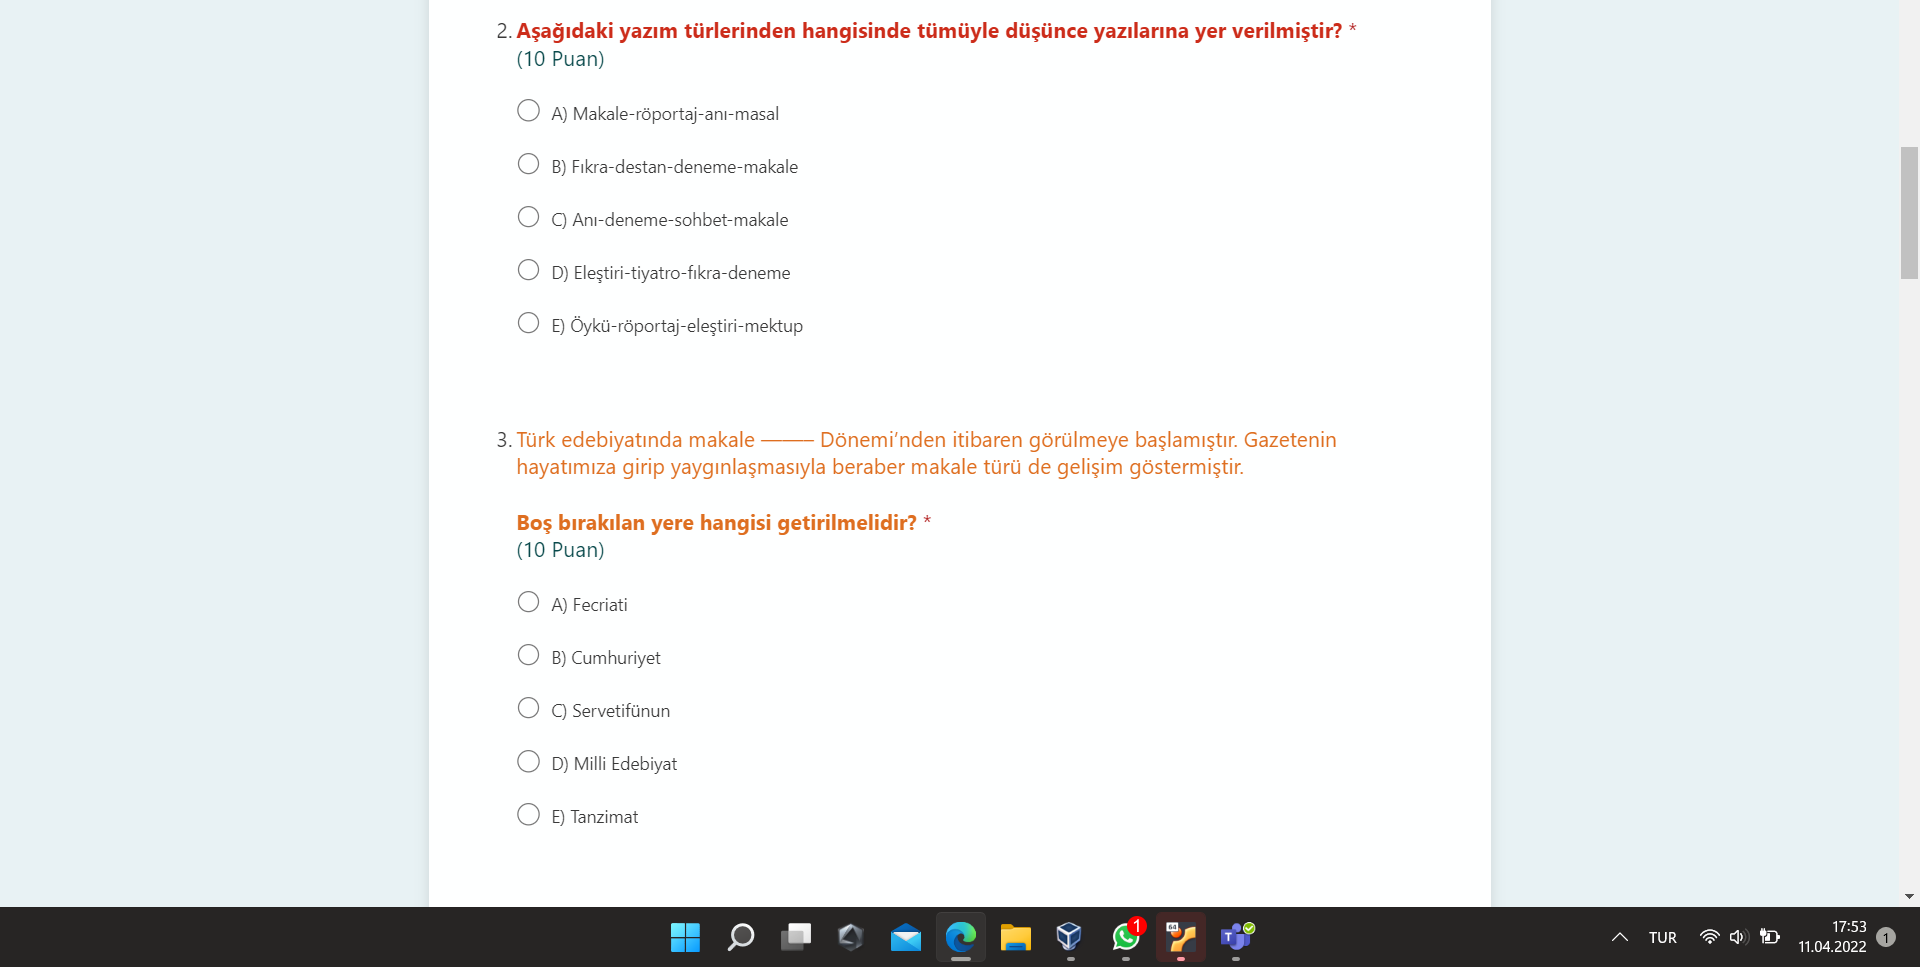 2. Aşağıdaki yazım türlerinden hangisinde tümüyle düşünce yazılarına yer verilmiştir? *
(10 Puan)
A) Makale-röportaj-anı-masal
B) Fıkra-destan-deneme-makale
C) Anı-deneme-sohbet-makale
D) Eleştiri-tiyatro-fıkra-deneme
E) Öykü-röportaj-eleştiri-mektup
3. Türk edebiyatında makale ——– Dönemi’nden itibaren görülmeye başlamıştır. Gazetenin
hayatımıza girip yaygınlaşmasıyla beraber makale türü de gelişim göstermiştir.
Boş bırakılan yere hangisi getirilmelidir? *
(10 Puan)
A) Fecriati
B) Cumhuriyet
C) Servetifünun
D) Milli Edebiyat
E) Tanzimat
1
64
T
TUR
17:53
11.04.2022
1